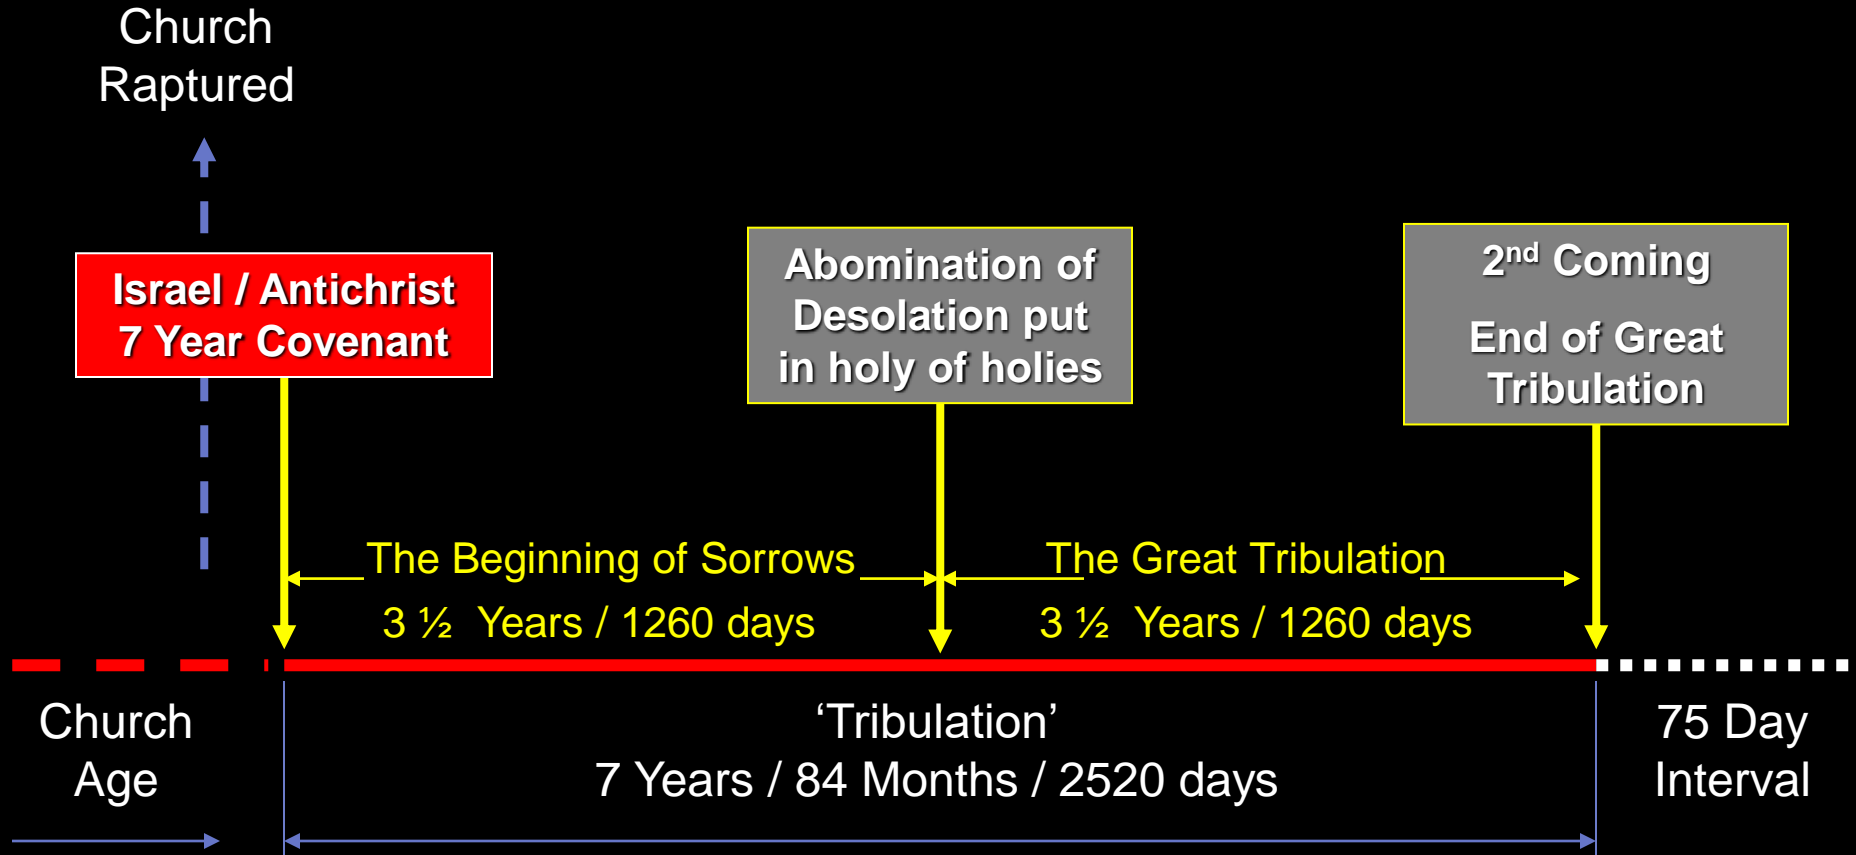 Church
Raptured
Israel / Antichrist
7 Year Covenant
Abomination of
Desolation put
in holy of holies
2nd Coming
End of Great
Tribulation
The Beginning of Sorrows
3 ½ Years / 1260 days
The Great Tribulation
3 ½ Years / 1260 days
Church
Age
‘Tribulation’
7 Years / 84 Months / 2520 days
75 Day
Interval